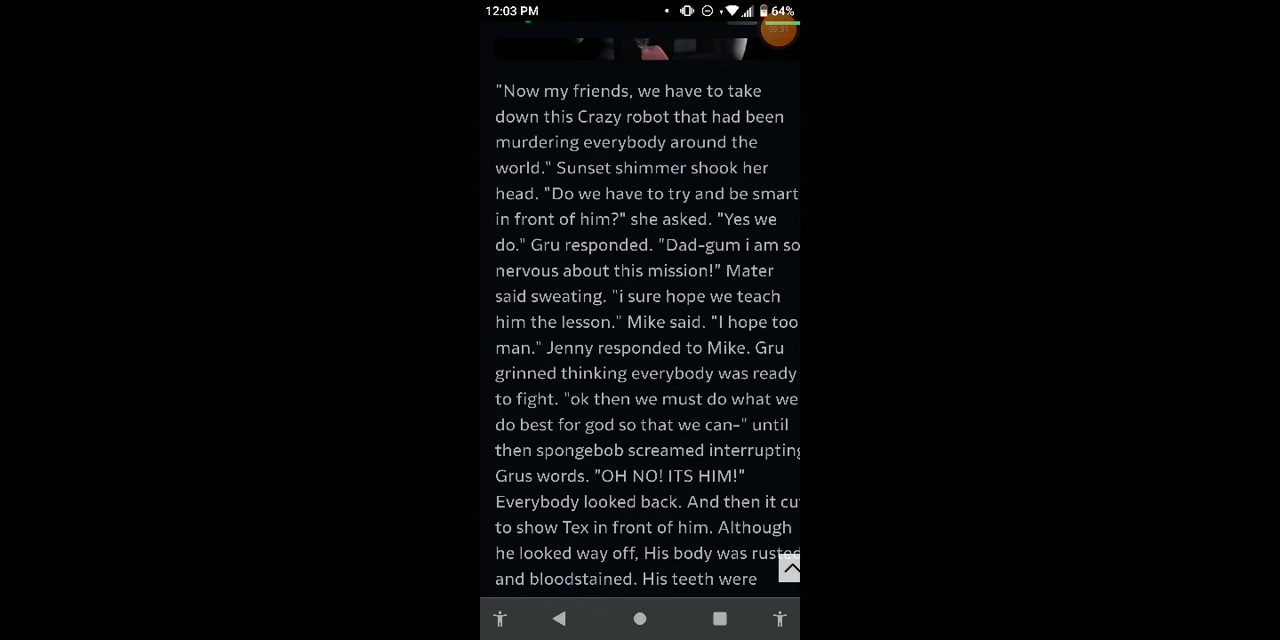 12:03 PM
64%
"Now my friends, we have to take
down this Crazy robot that had been
murdering everybody around the
world." Sunset shimmer shook her
head. "Do we have to try and be smart
in front of him?" she asked. "Yes we
do." Gru responded. "Dad-gum i am so
nervous about this mission!" Mater
said sweating. "i sure hope we teach
him the lesson." Mike said. "I hope too
man." Jenny responded to Mike. Gru
grinned thinking everybody was ready
to fight. "ok then we must do what we
do best for god so that we can-" until
then spongebob screamed interrupting
Grus words. "OH NO! ITS HIM!"
Everybody looked back. And then it cu
to show Tex in front of him. Although
he looked way off, His body was rusted
and bloodstained. His teeth were